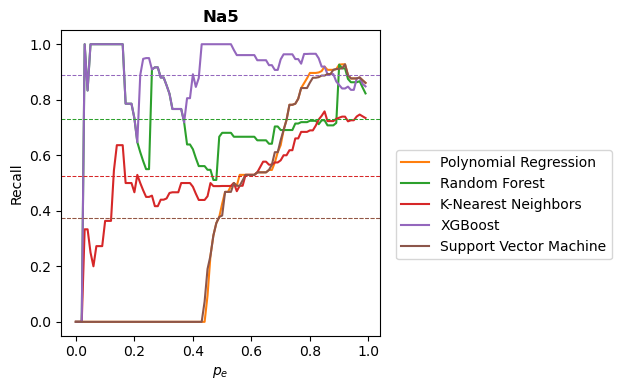 Na5
Recall
1.0
0.8
0.6
0.4
0.2
0.0
0.0 0.2 0.4 0.6 0.8 1.0
pₑ
Polynomial Regression
Random Forest
K-Nearest Neighbors
XGBoost
Support Vector Machine